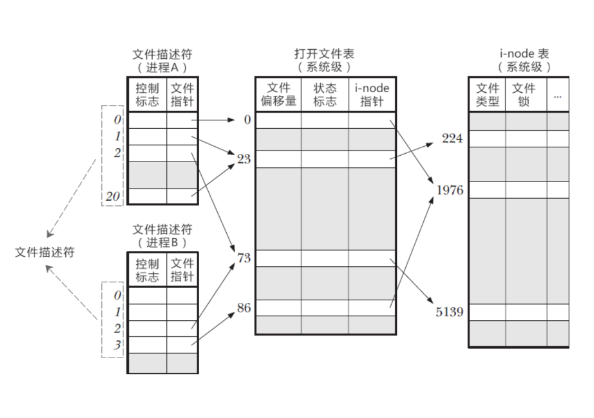 文件描述符
（进程A）
控制 文件
标志 指针
0
1
2
20
文件描述符
文件描述符
（进程B）
控制 文件
标志 指针
0
1
2
3
打开文件表
（系统级）
文件 状态 i-node
偏移量 标志 指针
0
23
73
86
i-node 表
（系统级）
文件 文件 ...
类型 锁
224
1976
5139